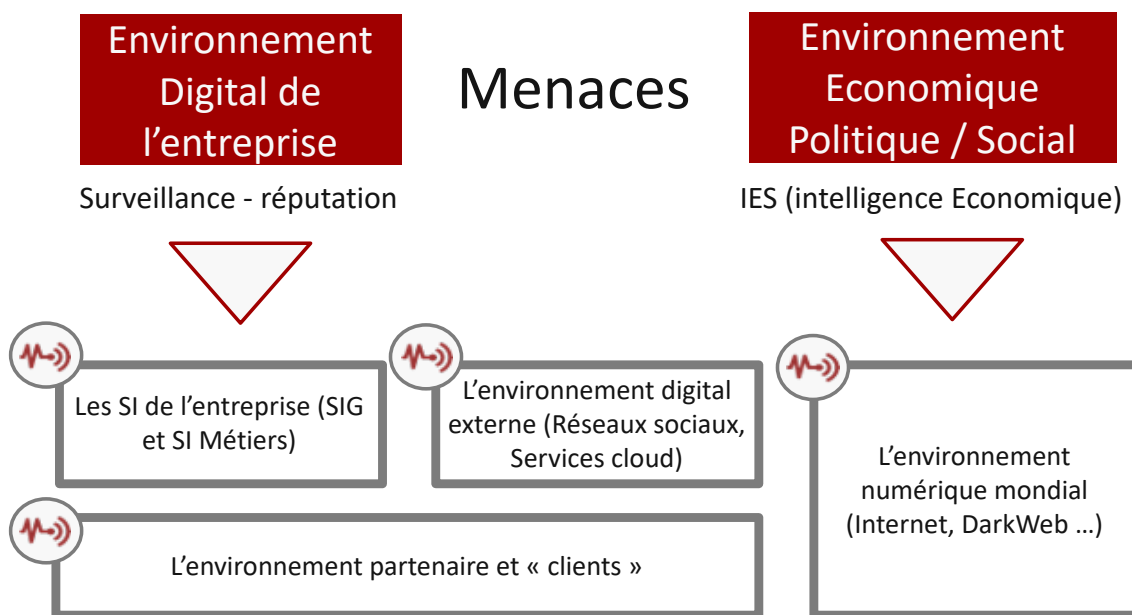 Environnement
Digital de
l’entreprise
Menaces
Environnement
Economique
Politique / Social
Surveillance - réputation
IES (intelligence Economique)
Les SI de l’entreprise (SIG
et SI Métiers)
L’environnement digital
externe (Réseaux sociaux,
Services cloud)
L’environnement
numérique mondial
(Internet, DarkWeb …)
L’environnement partenaire et « clients »